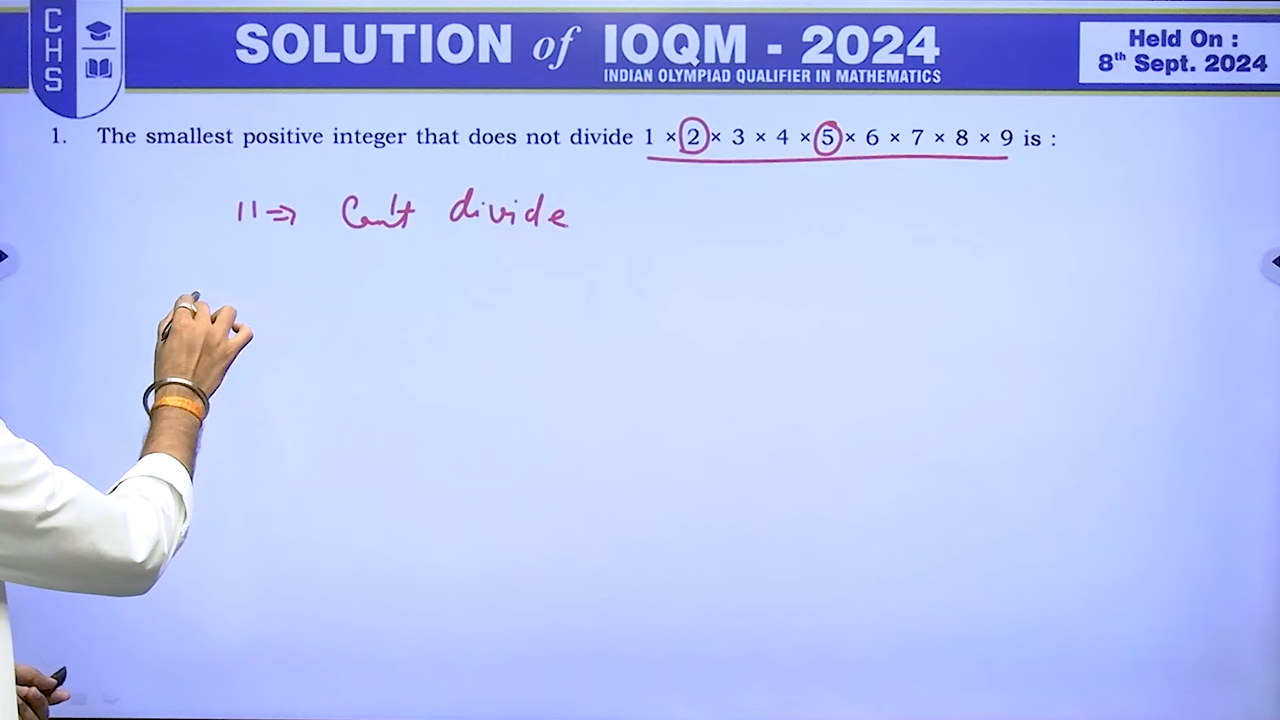 CHS
SOLUTION of IOQM - 2024
INDIAN OLYMPIAD QUALIFIER IN MATHEMATICS
Held On :
8th Sept. 2024
1. The smallest positive integer that does not divide 1 × 2 × 3 × 4 × 5 × 6 × 7 × 8 × 9 is :
11 ⇒ Can't divide